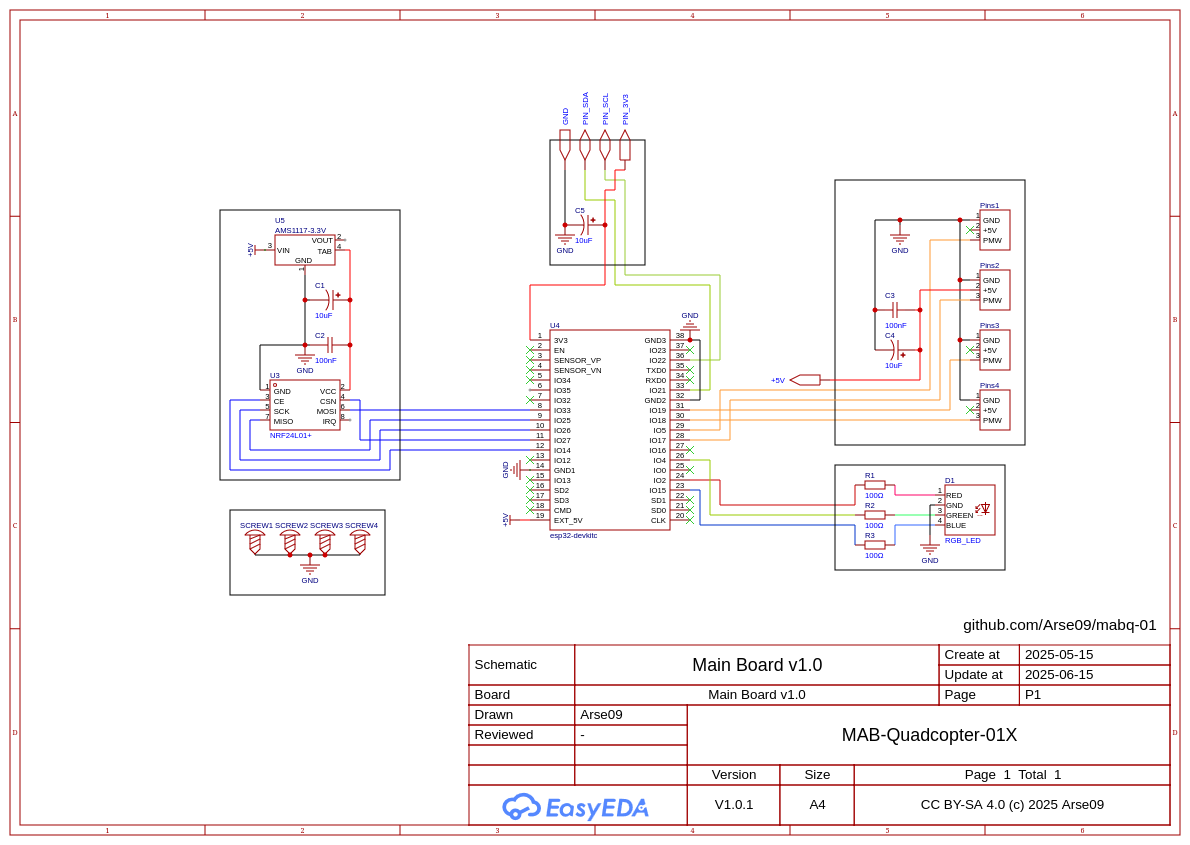 1 2 3 4 5 6
A A
B B
C C
D D
GND PIN_SDA PIN_SCL PIN_3V3
C5
10uF
GND
U5
AMS1117-3.3V
+5V 3 VIN VOUT 2
TAB 4
GND
1
C1
10uF
C2
100nF
GND
U3
1 GND VCC 2
3 CE CSN 4
5 SCK MOSI 6
7 MISO IRQ 8
NRF24L01+
SCREW1 SCREW2 SCREW3 SCREW4
GND
U4
GND
1 3V3 GND3 38
2 EN IO23 37
3 SENSOR_VP IO22 36
4 SENSOR_VN TXD0 35
5 IO34 RXD0 34
6 IO35 IO21 33
7 IO32 GND2 32
8 IO33 IO19 31
9 IO25 IO18 30
10 IO26 IO5 29
11 IO27 IO17 28
12 IO14 IO16 27
13 IO12 IO4 26
GND 14 GND1 IO0 25
15 IO13 IO2 24
16 SD2 IO15 23
17 SD3 SD1 22
18 CMD SD0 21
+5V 19 EXT_5V CLK 20
esp32-devkitc
Pins1
1 GND
2 +5V
3 PMW
GND
Pins2
1 GND
2 +5V
3 PMW
C3
100nF
C4
10uF
Pins3
1 GND
2 +5V
3 PMW
+5V
Pins4
1 GND
2 +5V
3 PMW
R1
100Ω
R2
100Ω
R3
100Ω
D1
1 RED
2 GND
3 GREEN
4 BLUE
RGB_LED
GND
github.com/Arse09/mabq-01
Schematic Main Board v1.0 Create at 2025-05-15
Update at 2025-06-15
Board Main Board v1.0 Page P1
Drawn Arse09
Reviewed -
MAB-Quadcopter-01X
Version Size Page 1 Total 1
EasyEDA V1.0.1 A4 CC BY-SA 4.0 (c) 2025 Arse09
1 2 3 4 5 6